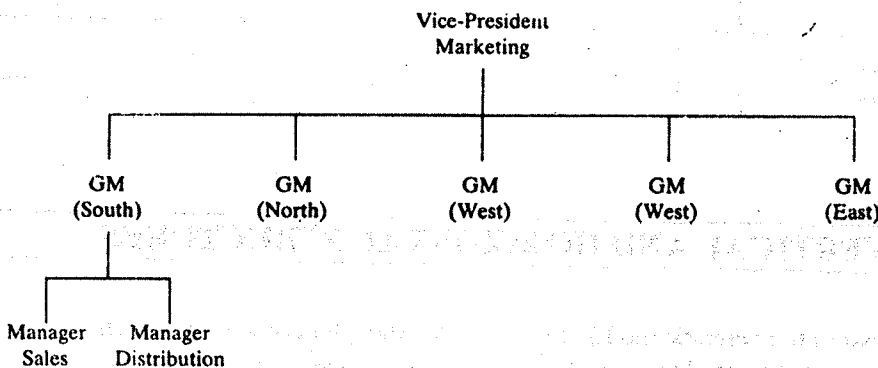 Vice-President
Marketing
GM
(South)
GM
(North)
GM
(West)
GM
(West)
GM
(East)
Manager
Sales
Manager
Distribution